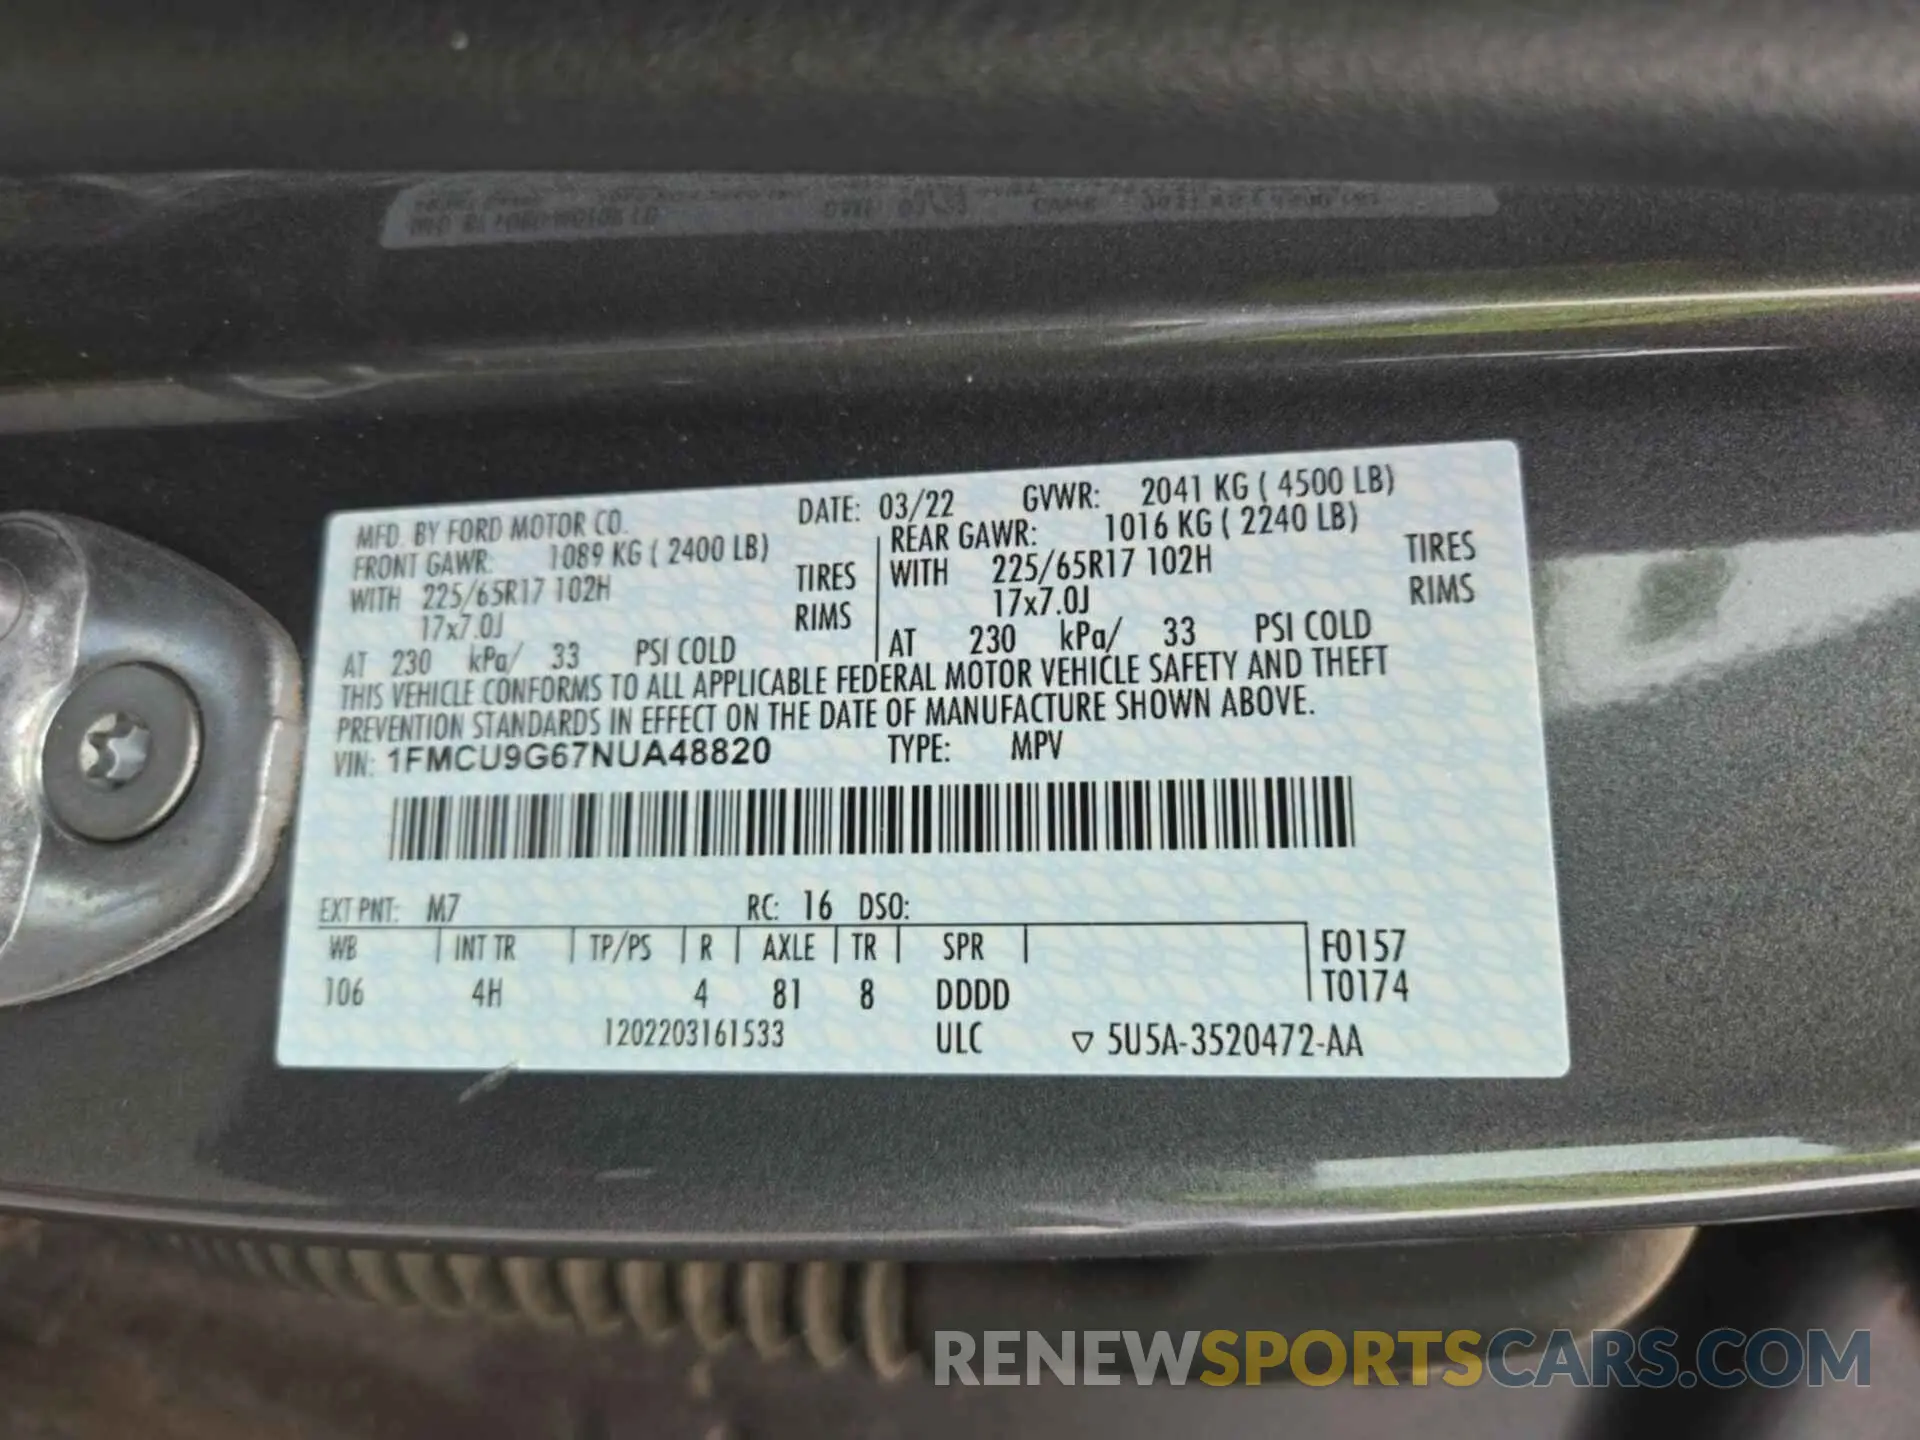 MFD. BY FORD MOTOR CO. DATE: 03/22 GVWR: 2041 KG ( 4500 LB)
FRONT GAWR: 1089 KG ( 2400 LB) REAR GAWR: 1016 KG ( 2240 LB)
WITH 225/65R17 102H TIRES WITH 225/65R17 102H TIRES
17x7.0J RIMS 17x7.0J RIMS
AT 230 kPa/ 33 PSI COLD AT 230 kPa/ 33 PSI COLD
THIS VEHICLE CONFORMS TO ALL APPLICABLE FEDERAL MOTOR VEHICLE SAFETY AND THEFT
PREVENTION STANDARDS IN EFFECT ON THE DATE OF MANUFACTURE SHOWN ABOVE.
VIN: 1FMCU9G67NUA48820 TYPE: MPV
EXT PNT: M7 RC: 16 DSO:
WB INT TR TP/PS R AXLE TR SPR F0157
106 4H 4 81 8 DDDD T0174
1202203161533 ULC ▽ 5U5A-3520472-AA
RENEWSPORTSCARS.COM